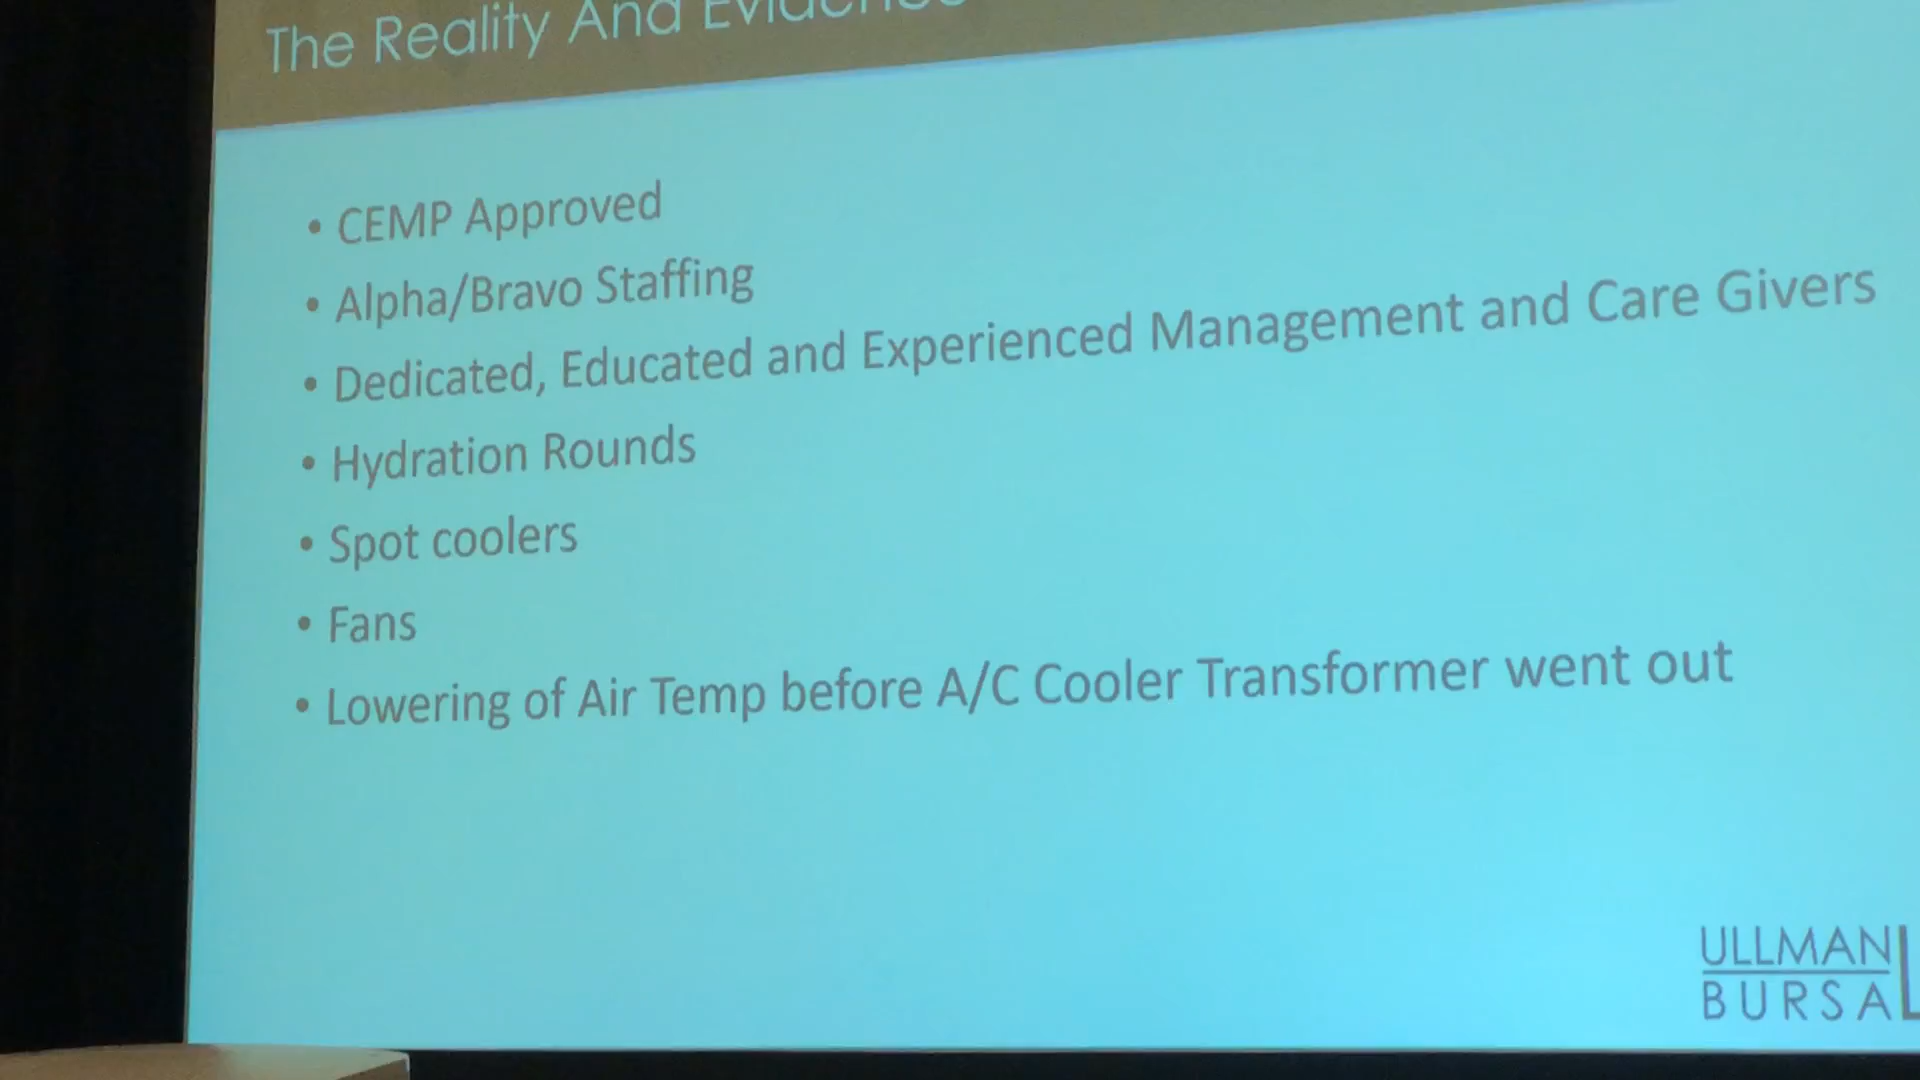 The Reality And Evidence
• CEMP Approved
• Alpha/Bravo Staffing
• Dedicated, Educated and Experienced Management and Care Givers
• Hydration Rounds
• Spot coolers
• Fans
• Lowering of Air Temp before A/C Cooler Transformer went out
ULLMAN
BURSA